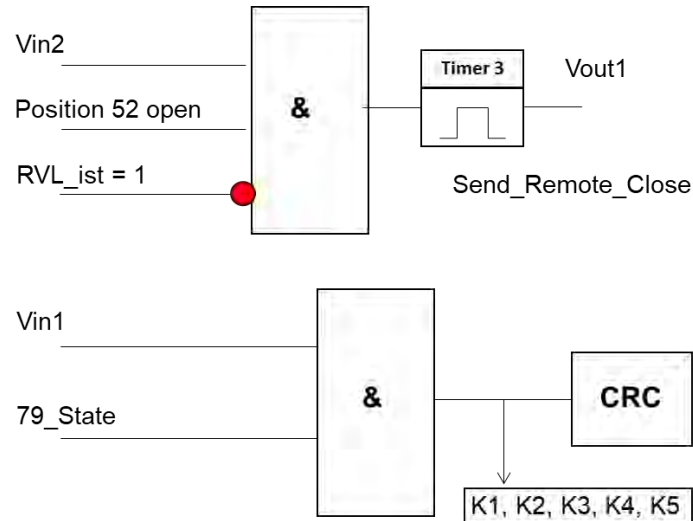 Vin2
Position 52 open
RVL_ist = 1
&
Timer 3
Vout1
Send_Remote_Close
Vin1
79_State
&
CRC
K1, K2, K3, K4, K5